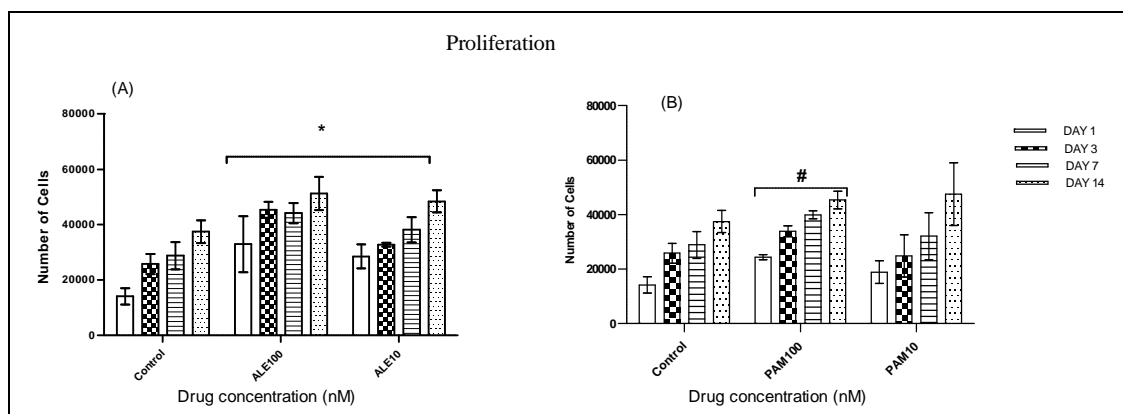 Proliferation
(A)
80000
60000
40000
20000
0
Number of Cells
*
Control
ALE100
ALE10
Drug concentration (nM)
(B)
80000
60000
40000
20000
0
Number of Cells
#
Control
PAM100
PAM10
Drug concentration (nM)
DAY 1
DAY 3
DAY 7
DAY 14